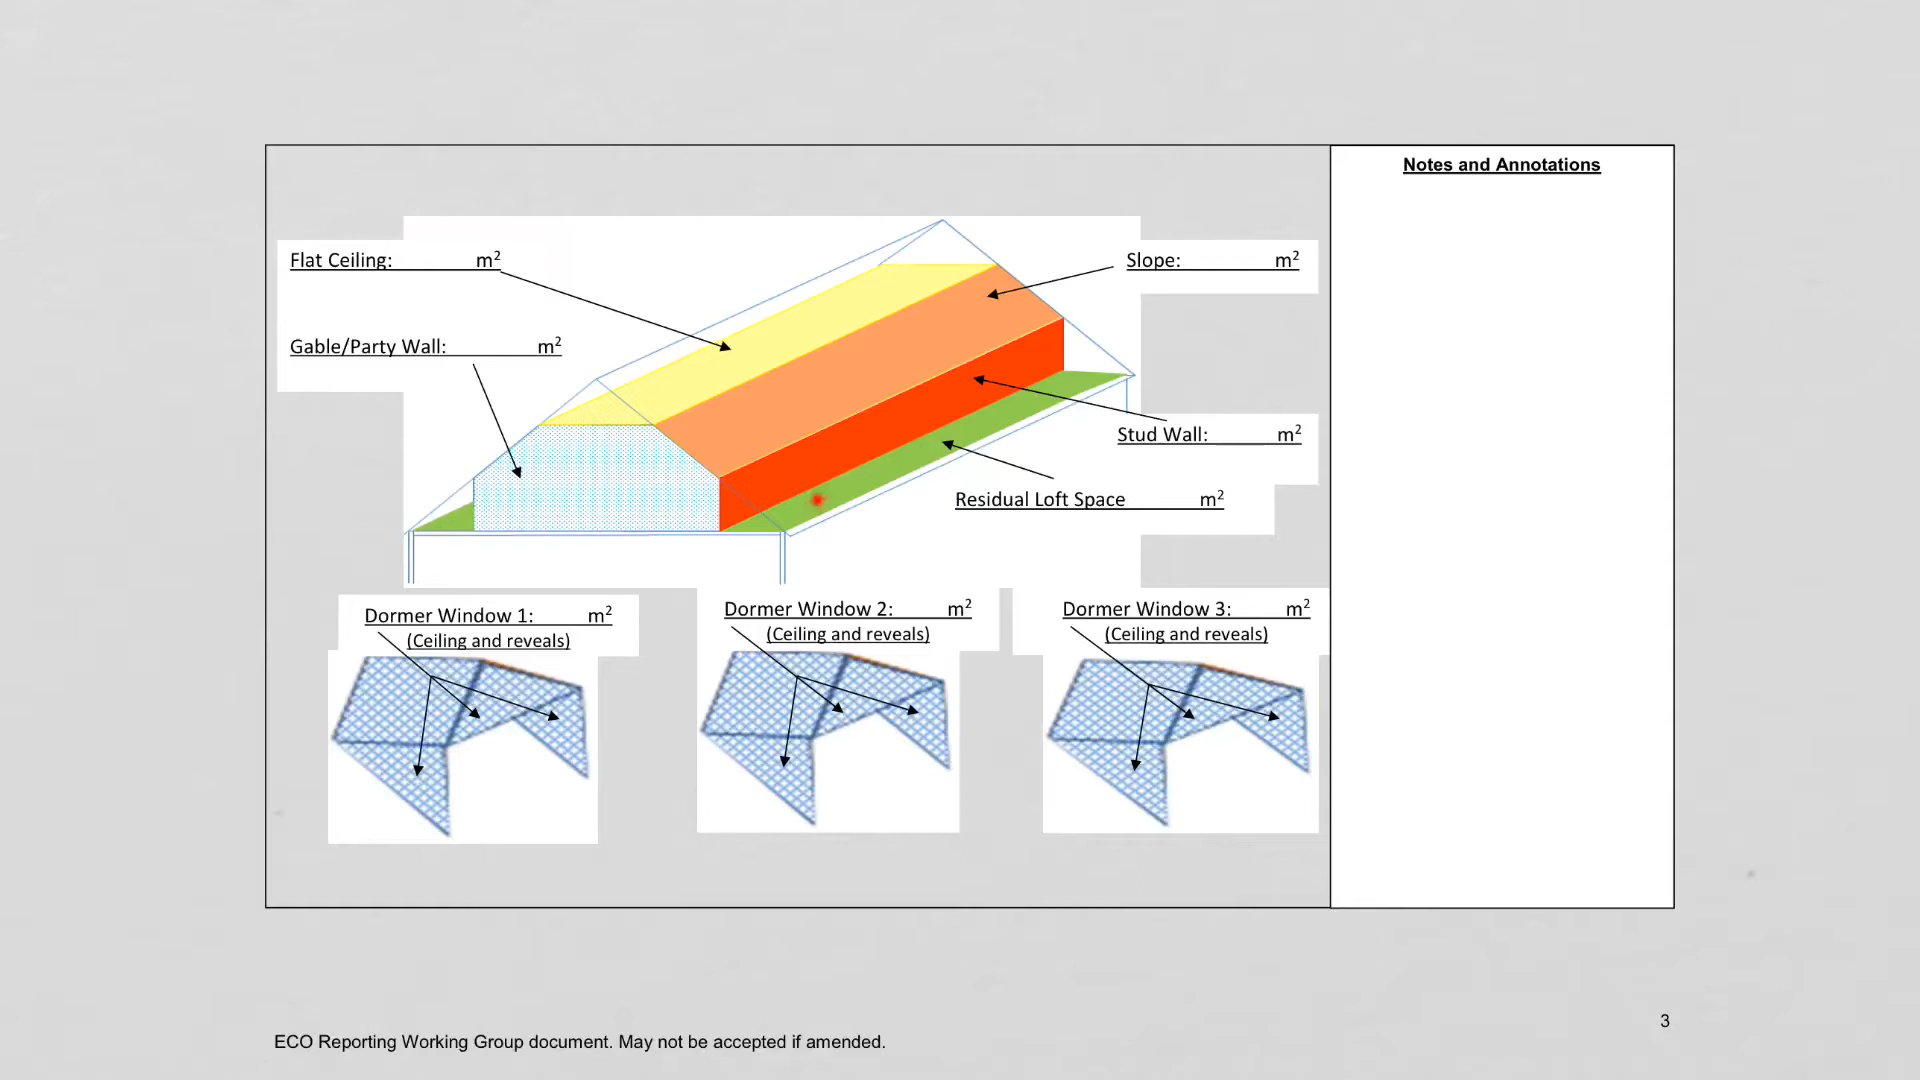 Notes and Annotations
Flat Ceiling: m²
Slope: m²
Gable/Party Wall: m²
Stud Wall: m²
Residual Loft Space m²
Dormer Window 1: m²
(Ceiling and reveals)
Dormer Window 2: m²
(Ceiling and reveals)
Dormer Window 3: m²
(Ceiling and reveals)
3
ECO Reporting Working Group document. May not be accepted if amended.